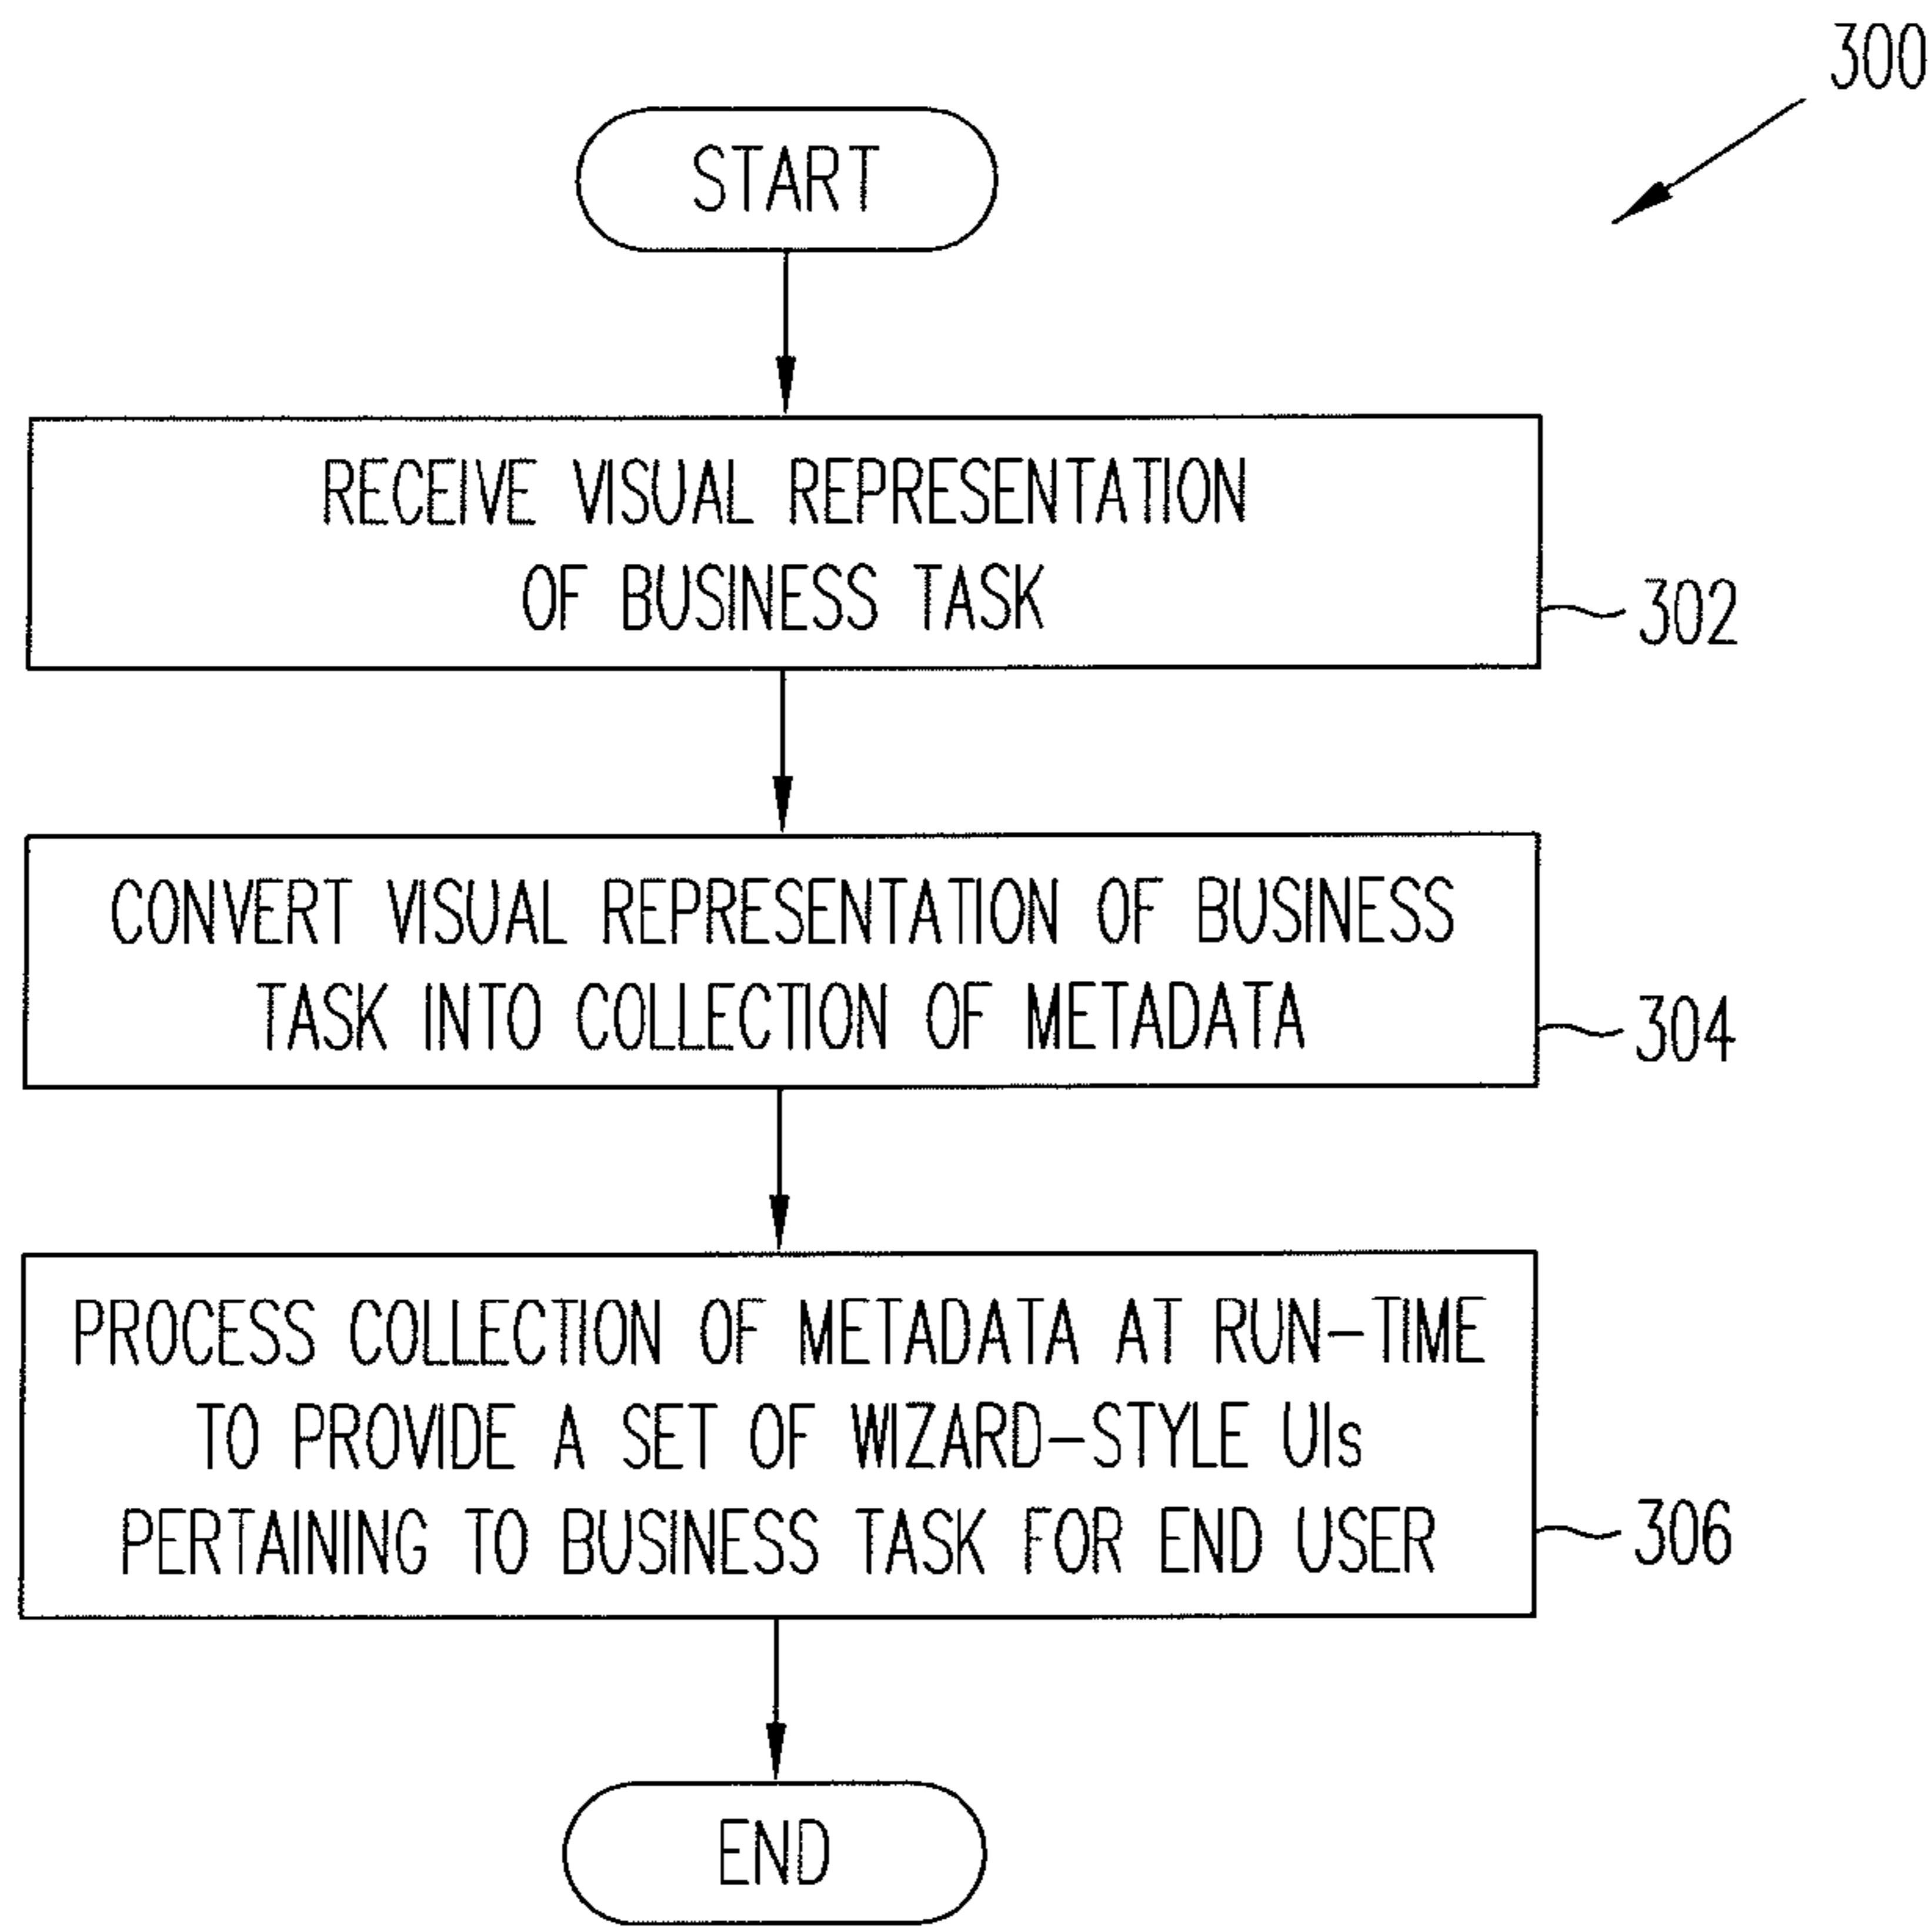 300
START
RECEIVE VISUAL REPRESENTATION
OF BUSINESS TASK
302
CONVERT VISUAL REPRESENTATION OF BUSINESS
TASK INTO COLLECTION OF METADATA
304
PROCESS COLLECTION OF METADATA AT RUN-TIME
TO PROVIDE A SET OF WIZARD-STYLE UIs
PERTAINING TO BUSINESS TASK FOR END USER
306
END